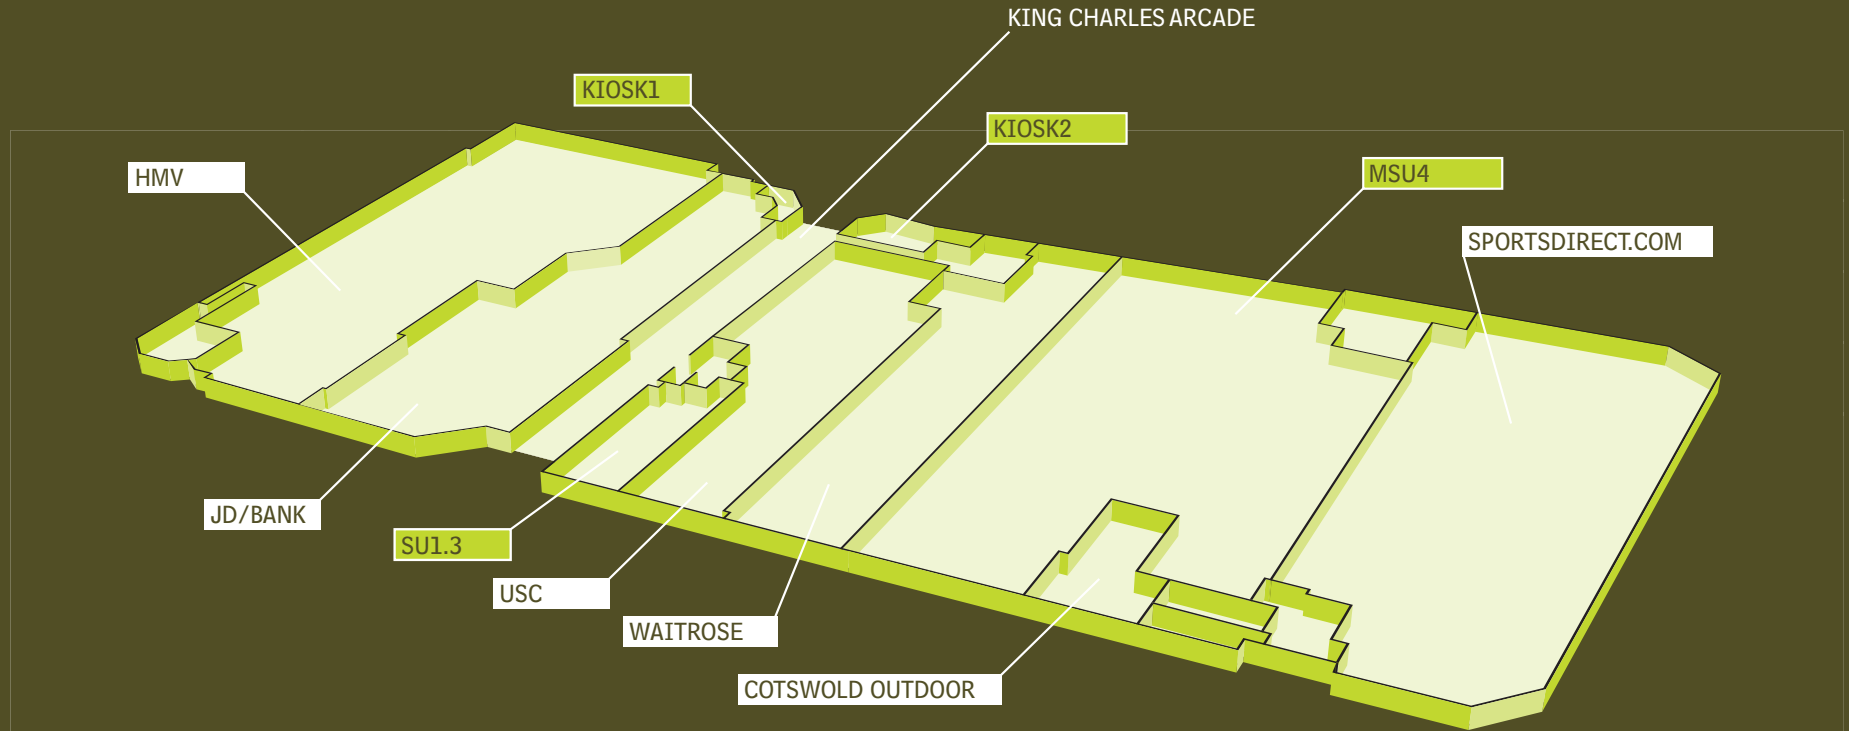 KING CHARLES ARCADE
KIOSK1
KIOSK2
HMV
MSU4
SPORTSDIRECT.COM
JD/BANK
SU1.3
USC
WAITROSE
COTSWOLD OUTDOOR